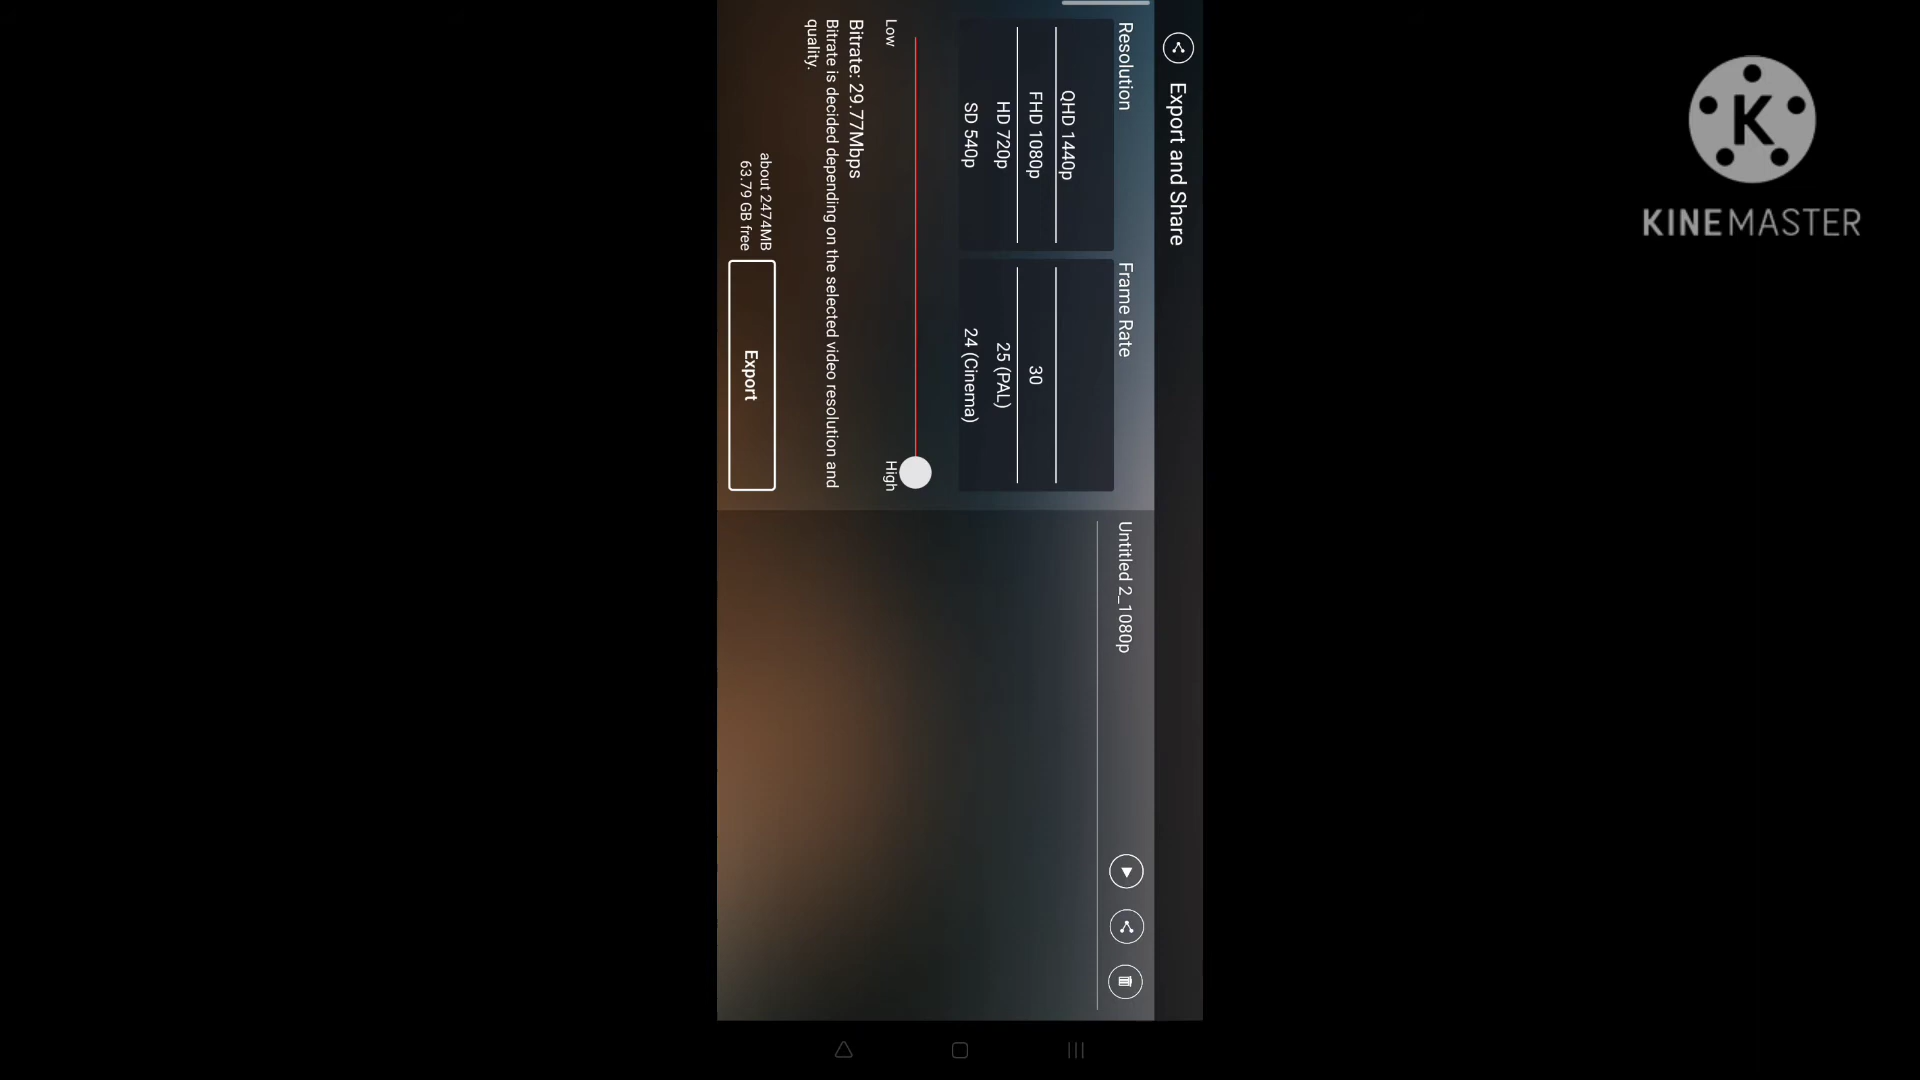 Export and Share
Resolution
QHD 1440p
FHD 1080p
HD 720p
SD 540p
Frame Rate
30
25 (PAL)
24 (Cinema)
Low
High
Bitrate: 29.77Mbps
Bitrate is decided depending on the selected video resolution and
quality.
about 2474MB
63.79 GB free
Export
Untitled 2_1080p
K
KINEMASTER